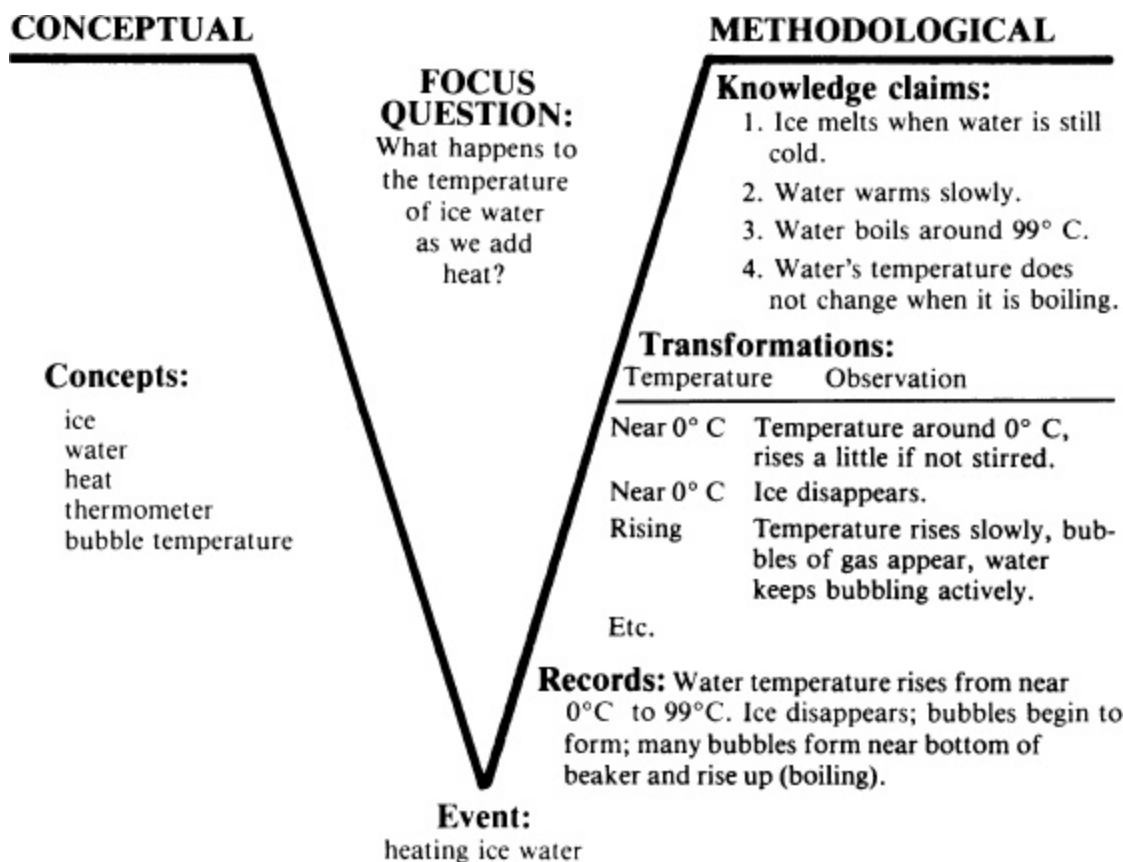 CONCEPTUAL
METHODOLOGICAL
FOCUS
QUESTION:
What happens to
the temperature
of ice water
as we add
heat?
Concepts:
ice
water
heat
thermometer
bubble temperature
Knowledge claims:
1. Ice melts when water is still
cold.
2. Water warms slowly.
3. Water boils around 99° C.
4. Water's temperature does
not change when it is boiling.
Transformations:
Temperature Observation
Near 0° C Temperature around 0° C,
rises a little if not stirred.
Near 0° C Ice disappears.
Rising Temperature rises slowly, bub-
bles of gas appear, water
keeps bubbling actively.
Etc.
Records: Water temperature rises from near
0°C to 99°C. Ice disappears; bubbles begin to
form; many bubbles form near bottom of
beaker and rise up (boiling).
Event:
heating ice water